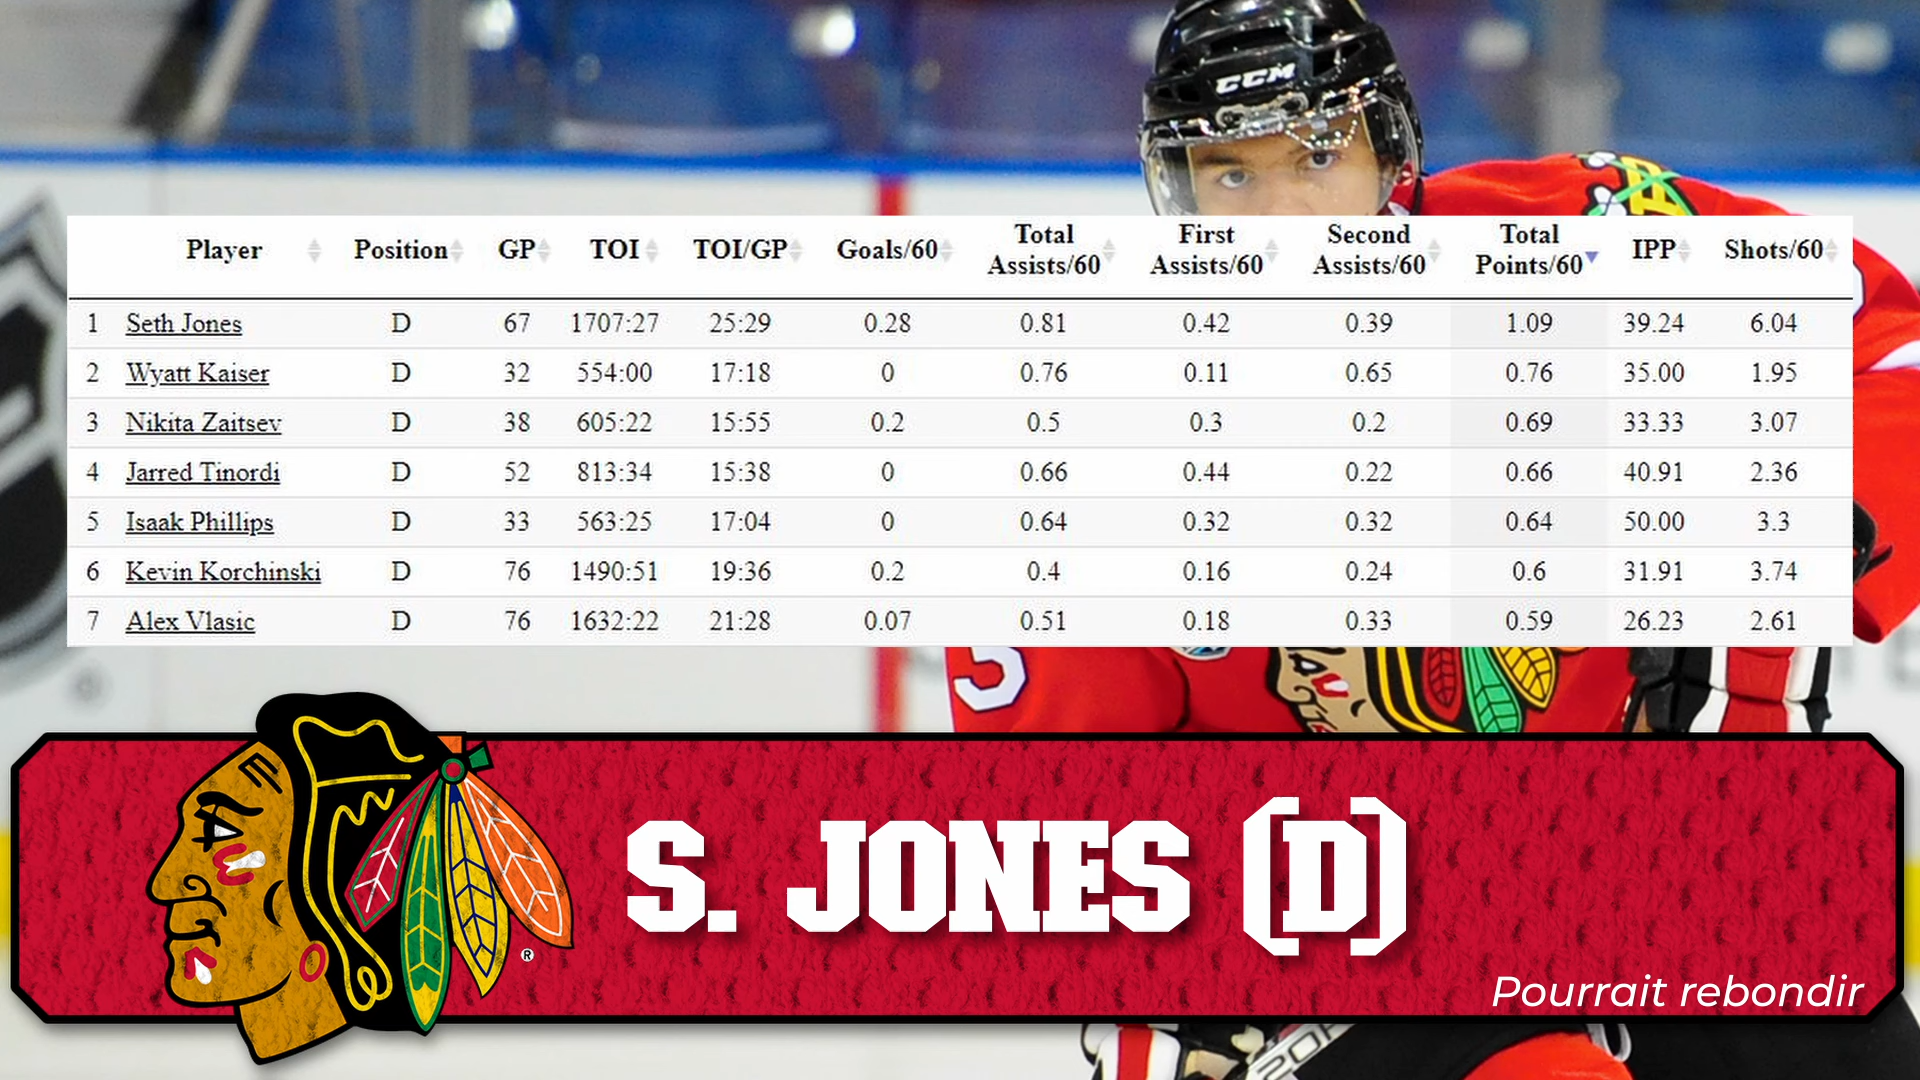 CCM
Player Position GP TOI TOI/GP Goals/60 Total Assists/60 First Assists/60 Second Assists/60 Total Points/60 IPP Shots/60
1 Seth Jones D 67 1707:27 25:29 0.28 0.81 0.42 0.39 1.09 39.24 6.04
2 Wyatt Kaiser D 32 554:00 17:18 0 0.76 0.11 0.65 0.76 35.00 1.95
3 Nikita Zaitsev D 38 605:22 15:55 0.2 0.5 0.3 0.2 0.69 33.33 3.07
4 Jarred Tinordi D 52 813:34 15:38 0 0.66 0.44 0.22 0.66 40.91 2.36
5 Isaak Phillips D 33 563:25 17:04 0 0.64 0.32 0.32 0.64 50.00 3.3
6 Kevin Korchinski D 76 1490:51 19:36 0.2 0.4 0.16 0.24 0.6 31.91 3.74
7 Alex Vlasic D 76 1632:22 21:28 0.07 0.51 0.18 0.33 0.59 26.23 2.61
S. JONES (D)
®
Pourrait rebondir